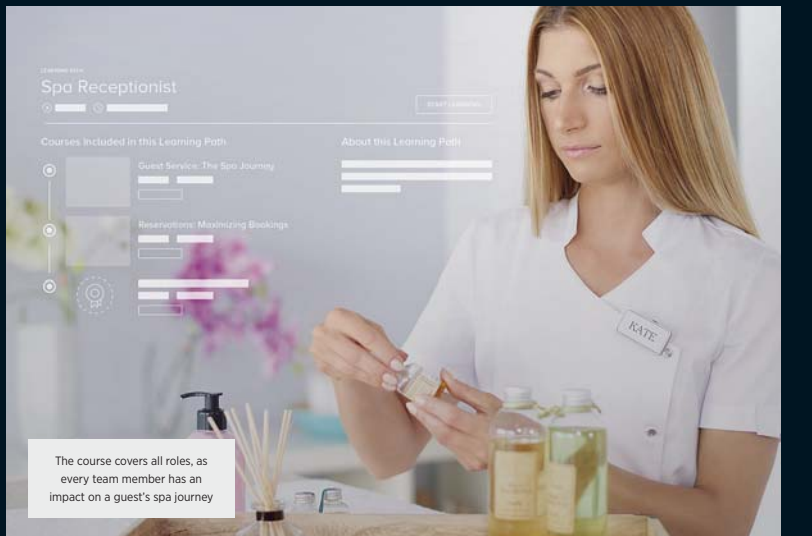 LEARNING PATH
Spa Receptionist
START LEARNING
Courses Included in this Learning Path
About this Learning Path
Guest Service: The Spa Journey
Reservations: Maximizing Bookings
KATE
The course covers all roles, as
every team member has an
impact on a guest's spa journey